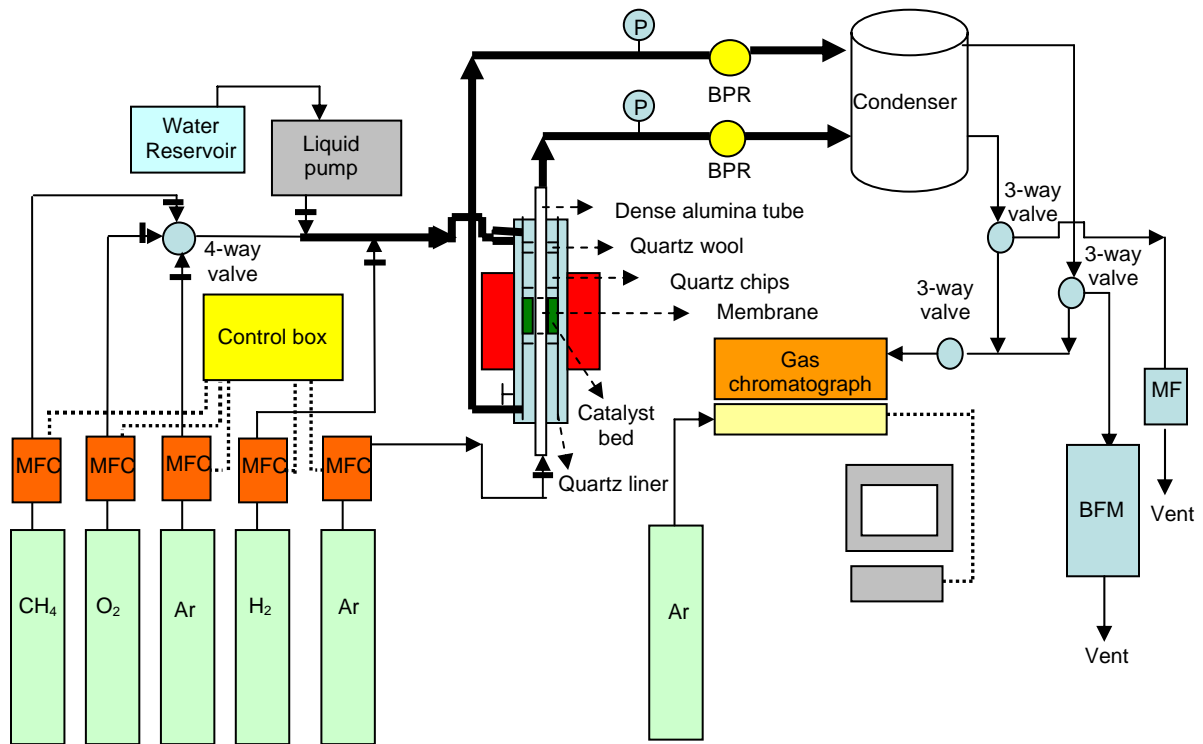 P
BPR
P
BPR
Condenser
Water
Reservoir
Liquid
pump
4-way
valve
Dense alumina tube
Quartz wool
Quartz chips
Membrane
Catalyst
bed
Quartz liner
3-way
valve
3-way
valve
3-way
valve
Control box
Gas
chromatograph
MF
Vent
BFM
Vent
MFC
MFC
MFC
MFC
MFC
CH₄
O₂
Ar
H₂
Ar
Ar